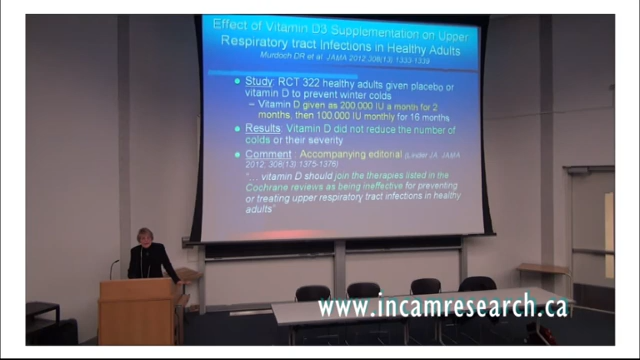 Effect of Vitamin D3 Supplementation on Upper
Respiratory tract Infections in Healthy Adults
Murdoch DR et al. JAMA 2012;308(13) 1333-1339
• Study: RCT 322 healthy adults given placebo or
vitamin D to prevent winter colds
– Vitamin D given as 200,000 IU a month for 2
months, then 100,000 IU monthly for 16 months
• Results: Vitamin D did not reduce the number of
colds or their severity
• Comment: Accompanying editorial (Linder JA, JAMA
2012; 308(13) 1375-1376)
"... vitamin D should join the therapies listed in the
Cochrane reviews as being ineffective for preventing
or treating upper respiratory tract infections in healthy
adults"
www.incamresearch.ca